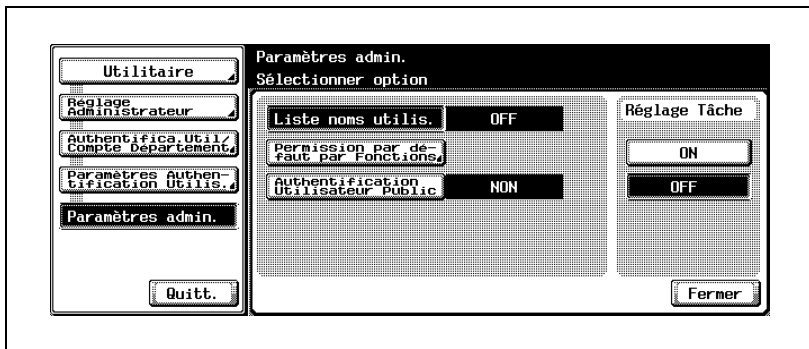 Utilitaire
Réglage
Administrateur
Authentifica.Util/
Compte Département
Paramètres Authen-
tification Utilis.
Paramètres admin.
Quitt.
Paramètres admin.
Sélectionner option
Liste noms utilis. OFF
Permission par dé-
faut par Fonctions
Authentification
Utilisateur Public NON
Réglage Tâche
ON
OFF
Fermer